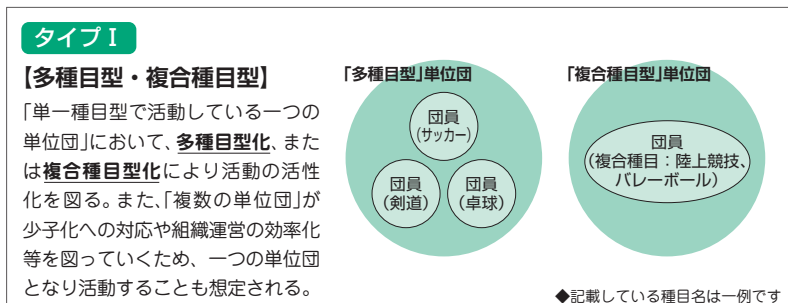 タイプⅠ
【多種目型・複合種目型】
「単一種目型で活動している一つの
単位団」において、多種目型化、また
は複合種目型化により活動の活性
化を図る。また、「複数の単位団」が
少子化への対応や組織運営の効率化
等を図っていくため、一つの単位団
となり活動することも想定される。
「多種目型」単位団
団員
(サッカー)
団員
(剣道)
団員
(卓球)
「複合種目型」単位団
団員
(複合種目：陸上競技、
バレーボール)
◆記載している種目名は一例です